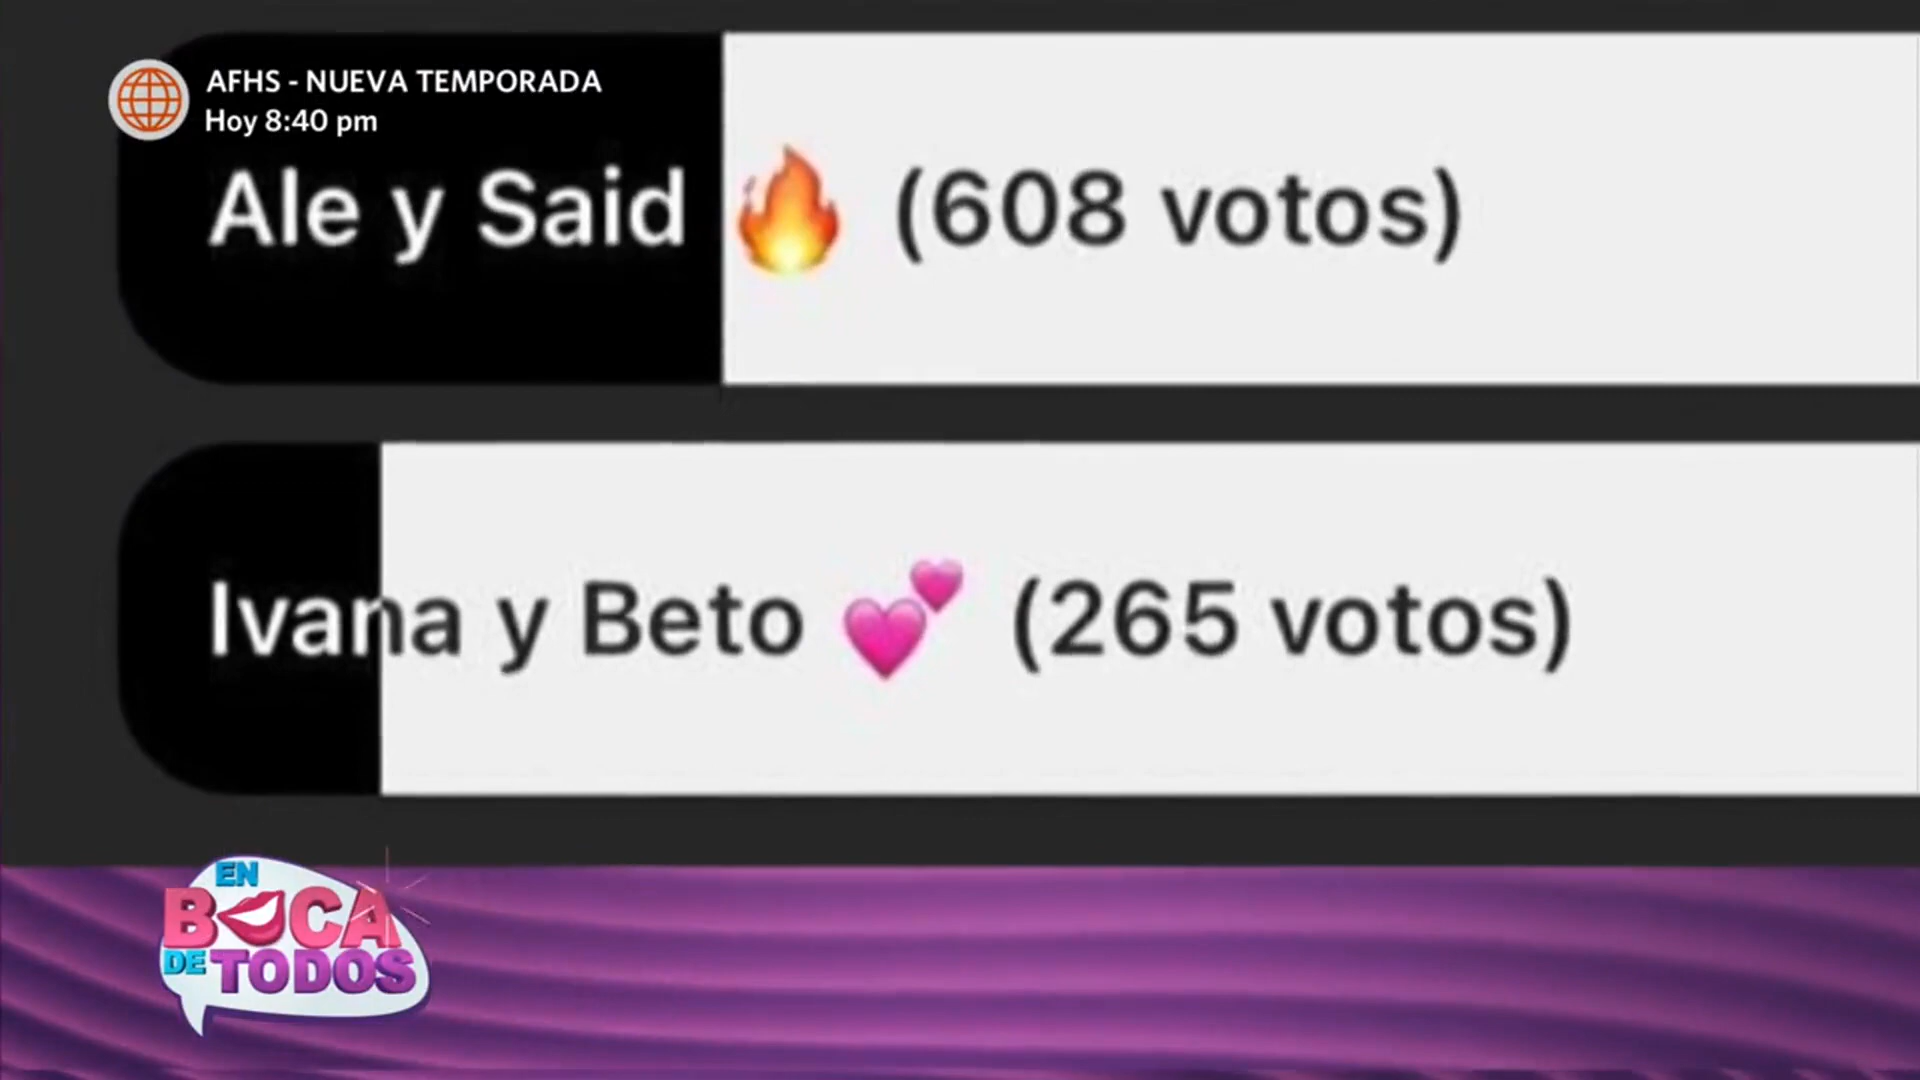 AFHS - NUEVA TEMPORADA
Hoy 8:40 pm
Ale y Said 🔥 (608 votos)
Ivana y Beto 💕 (265 votos)
EN
BOCA
DE TODOS